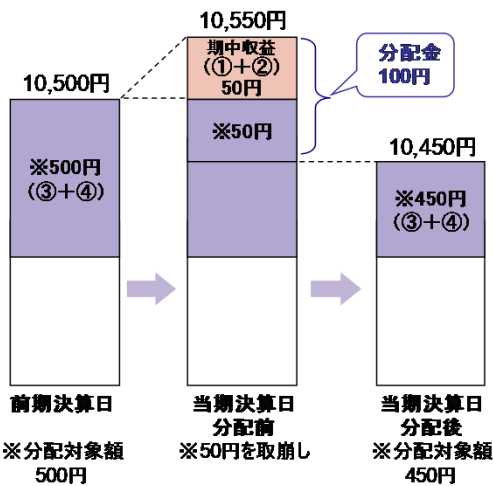 10,550円
期中収益
(①+②)
50円
分配金
100円
10,500円
※50円
10,450円
※500円
(③+④)
※450円
(③+④)
前期決算日
※分配対象額
500円
当期決算日
分配前
※50円を取崩し
当期決算日
分配後
※分配対象額
450円